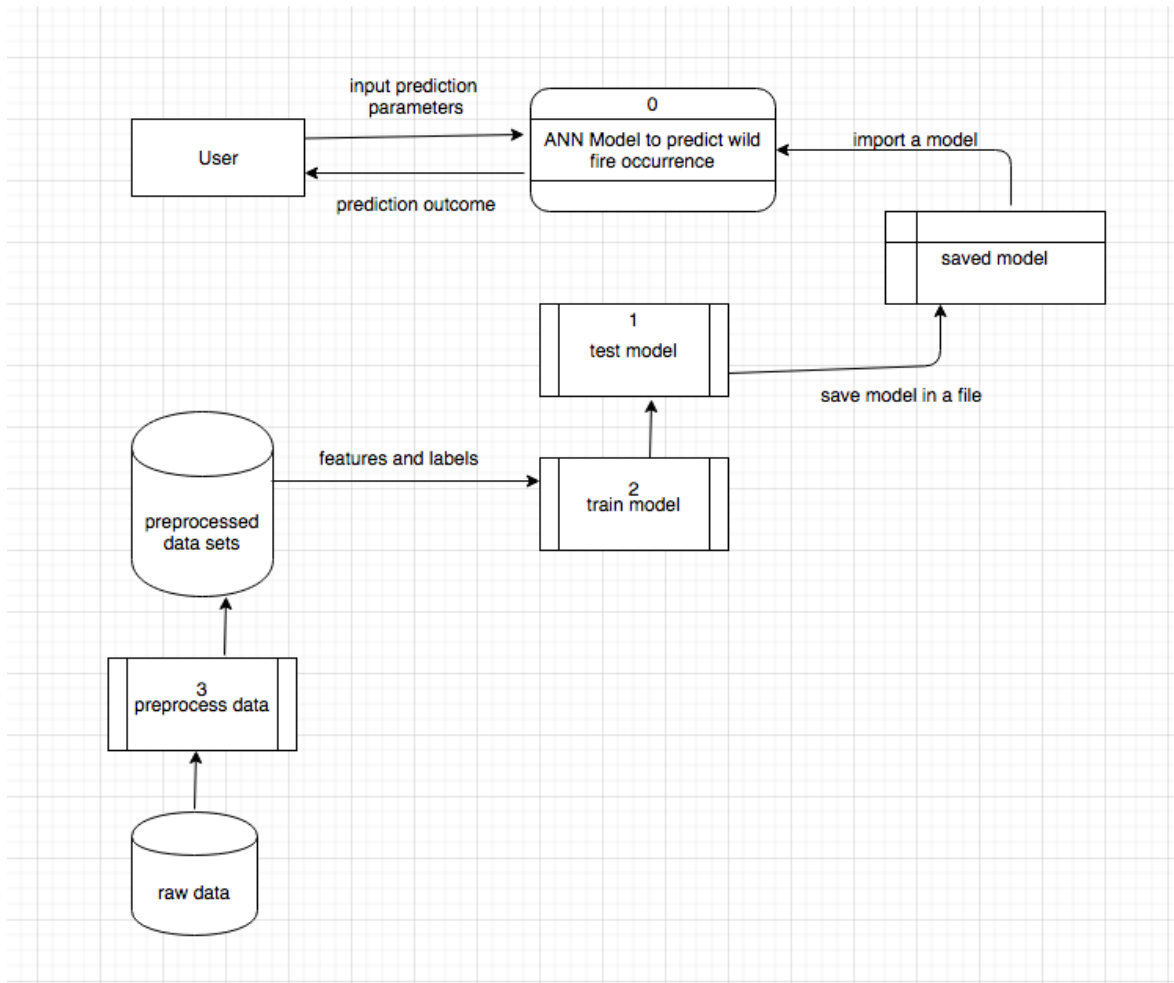 input prediction
parameters
0
ANN Model to predict wild
fire occurrence
User
import a model
prediction outcome
saved model
1
test model
save model in a file
features and labels
2
train model
preprocessed
data sets
3
preprocess data
raw data